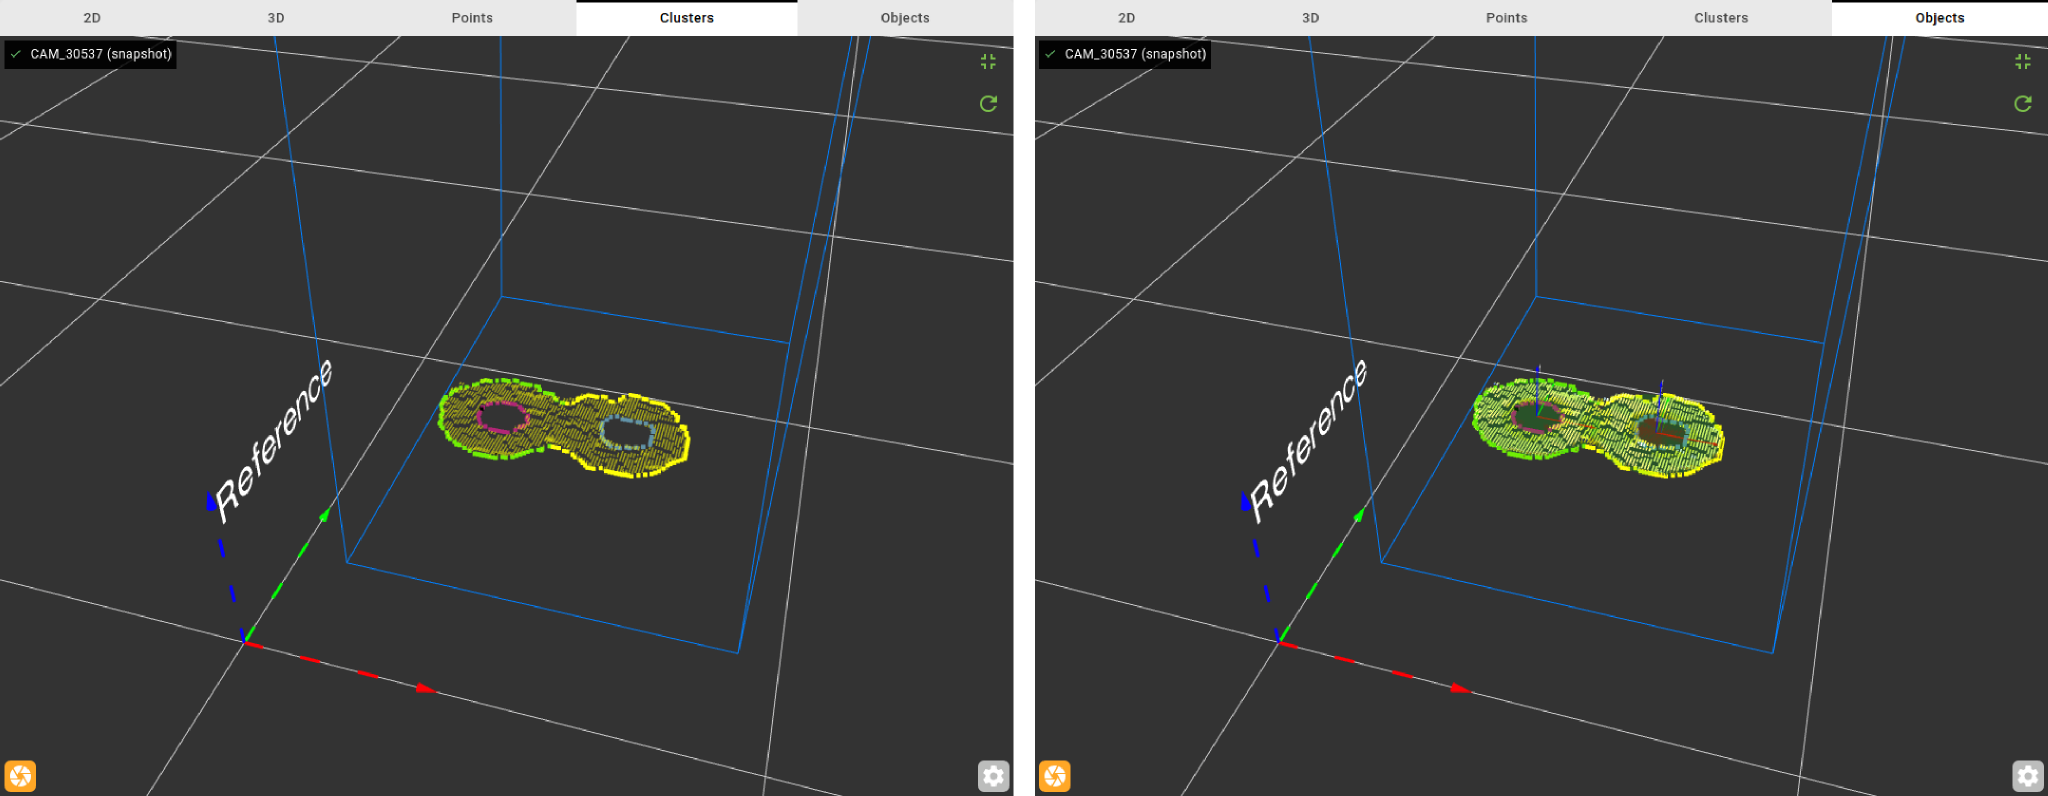 2D 3D Points Clusters Objects
CAM_30537 (snapshot)
Reference
2D 3D Points Clusters Objects
CAM_30537 (snapshot)
Reference